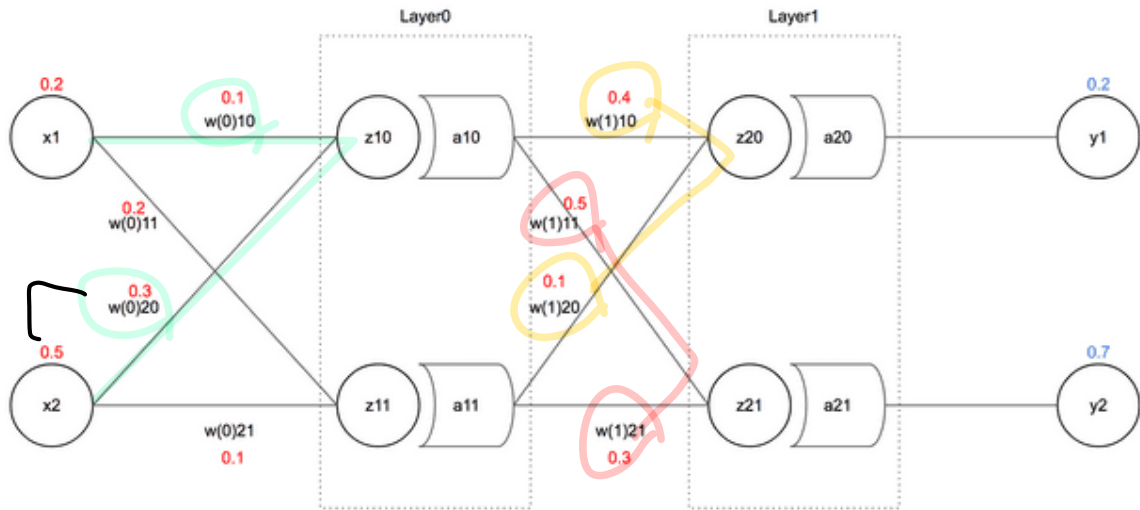 Layer0
Layer1
0.2
x1
0.1
w(0)10
z10
a10
0.4
w(1)10
z20
a20
0.2
y1
0.2
w(0)11
0.5
w(1)11
0.3
w(0)20
0.1
w(1)20
0.5
x2
w(0)21
0.1
z11
a11
w(1)21
0.3
z21
a21
0.7
y2